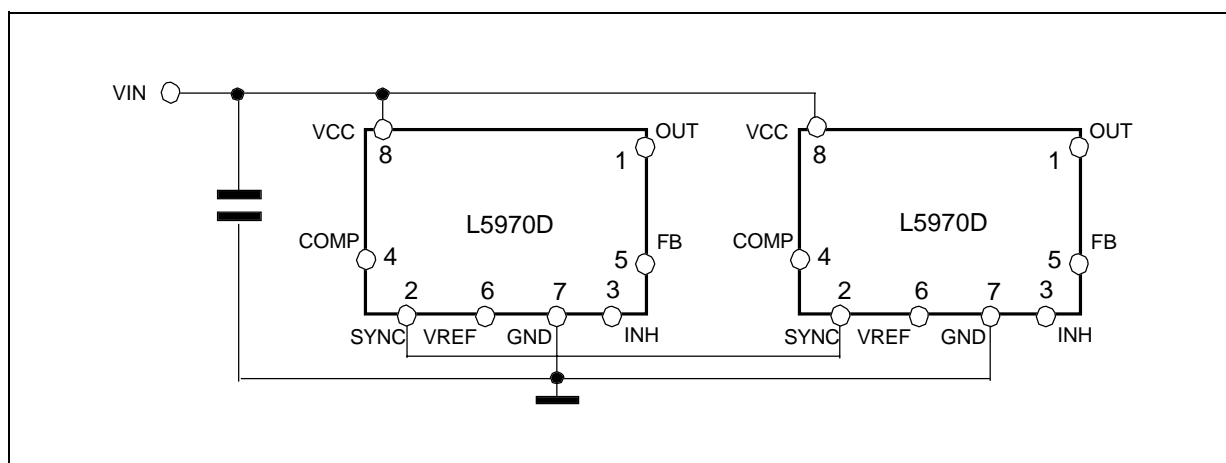 VIN
VCC
8
OUT
1
L5970D
COMP
4
FB
5
2
6
7
3
SYNC
VREF
GND
INH
VCC
8
OUT
1
L5970D
COMP
4
FB
5
2
6
7
3
SYNC
VREF
GND
INH